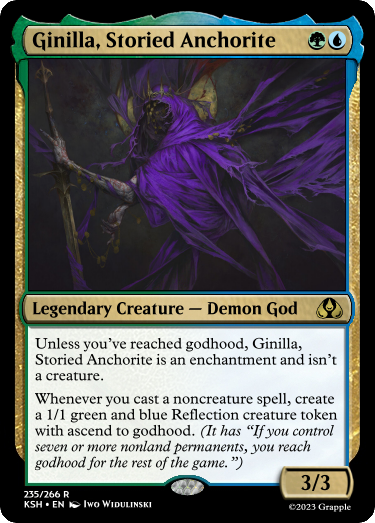 Ginilla, Storied Anchorite
Legendary Creature — Demon God
Unless you've reached godhood, Ginilla,
Storied Anchorite is an enchantment and isn't
a creature.
Whenever you cast a noncreature spell, create
a 1/1 green and blue Reflection creature token
with ascend to godhood. (It has “If you control
seven or more nonland permanents, you reach
godhood for the rest of the game.”)
3/3
235/266 R
KSH • EN Iwo Widulinski
©2023 Grapple